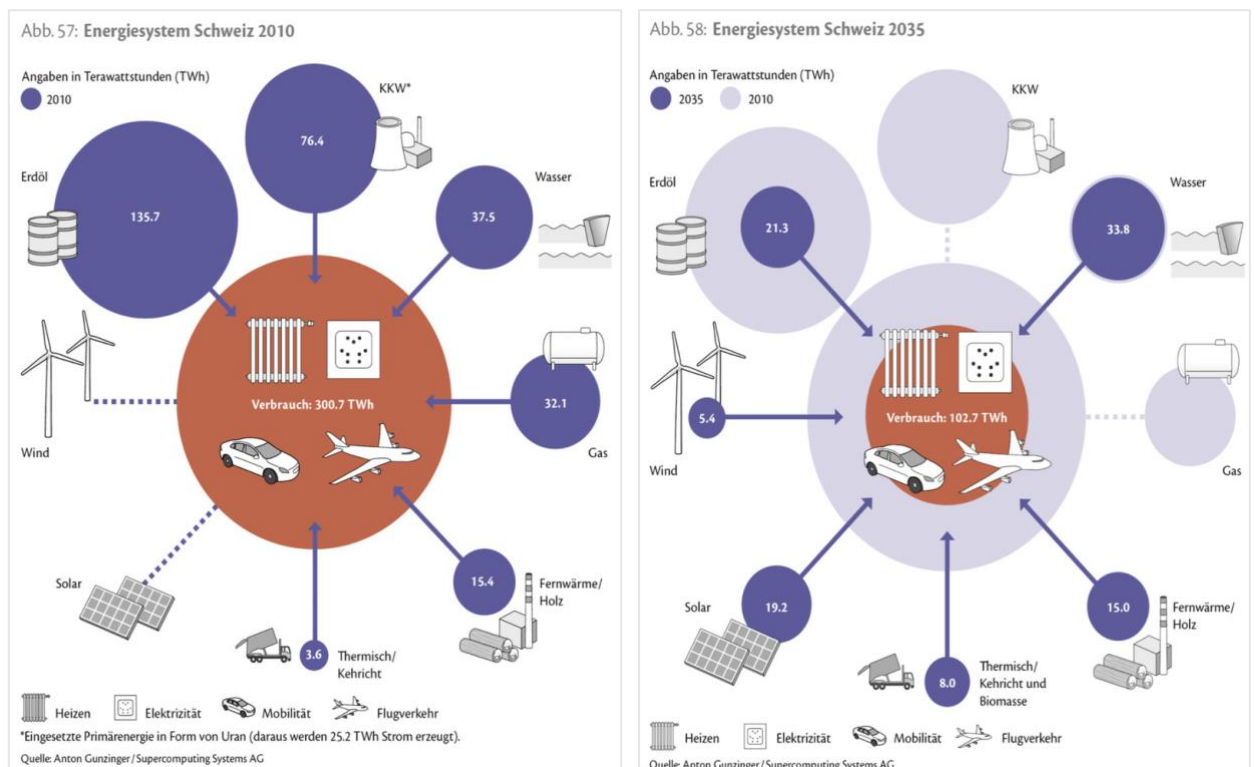 Abb. 57: Energiesystem Schweiz 2010
Angaben in Terawattstunden (TWh)
2010
KKW*
76.4
Erdöl
135.7
Wasser
37.5
Verbrauch: 300.7 TWh
32.1
Gas
Wind
Solar
15.4
Fernwärme/
Holz
3.6
Thermisch/
Kehricht
Heizen
Elektrizität
Mobilität
Flugverkehr
*Eingesetzte Primärenergie in Form von Uran (daraus werden 25.2 TWh Strom erzeugt).
Quelle: Anton Gunzinger / Supercomputing Systems AG
Abb. 58: Energiesystem Schweiz 2035
Angaben in Terawattstunden (TWh)
2035
2010
KKW
Erdöl
21.3
Wasser
33.8
Verbrauch: 102.7 TWh
5.4
Wind
Gas
Solar
19.2
15.0
Fernwärme/
Holz
8.0
Thermisch/
Kehricht und
Biomasse
Heizen
Elektrizität
Mobilität
Flugverkehr
Quelle: Anton Gunzinger / Supercomputing Systems AG